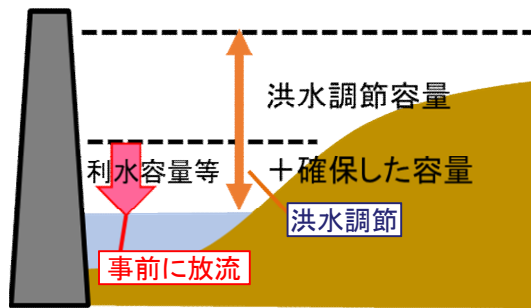 洪水調節容量
利水容量等
+確保した容量
洪水調節
事前に放流